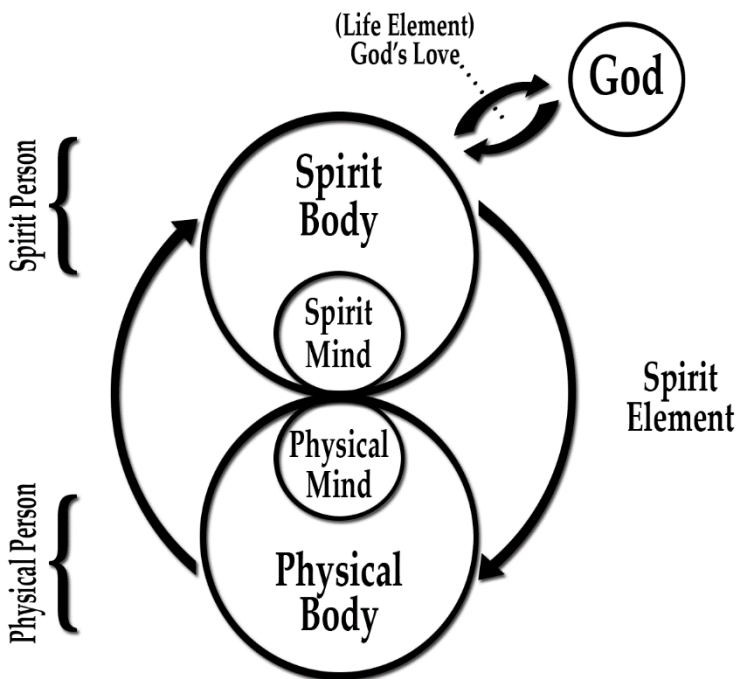 (Life Element)
God's Love
God
Spirit Person
Spirit
Body
Spirit
Mind
Spirit
Element
Physical
Mind
Physical Person
Physical
Body